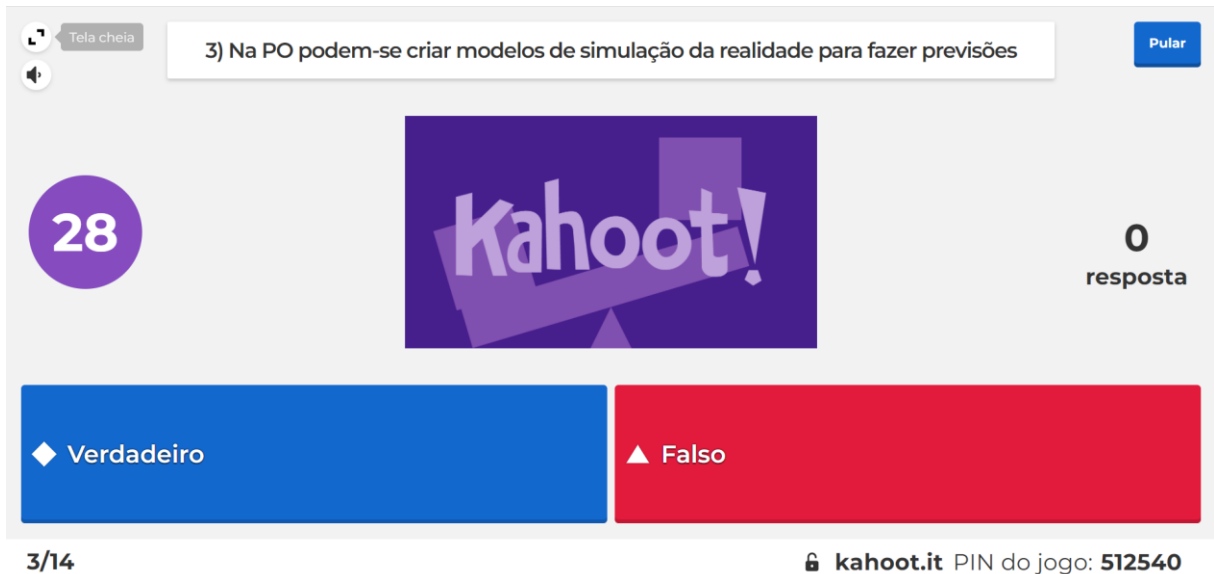 Tela cheia
3) Na PO podem-se criar modelos de simulação da realidade para fazer previsões
Pular
28
Kahoot!
0
resposta
Verdadeiro
Falso
3/14
kahoot.it PIN do jogo: 512540